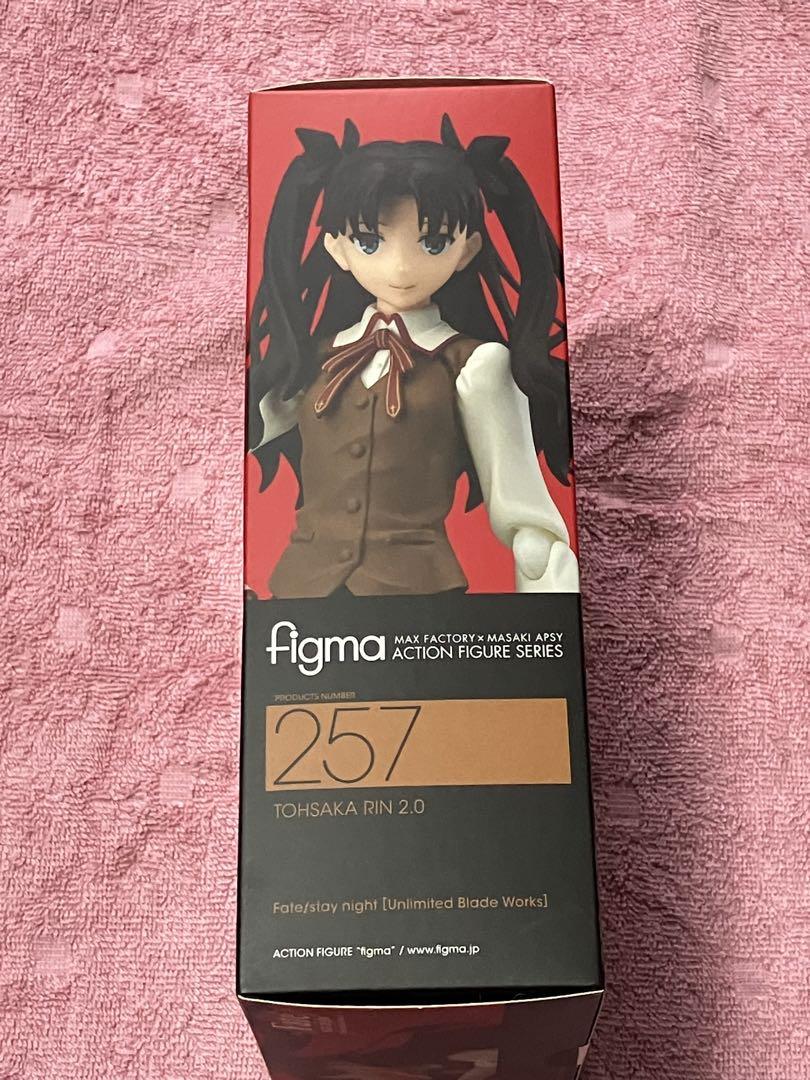 figma MAX FACTORY × MASAKI APSY
ACTION FIGURE SERIES
PRODUCTS NUMBER
257
TOHSAKA RIN 2.0
Fate/stay night [Unlimited Blade Works]
ACTION FIGURE "figma" / www.figma.jp